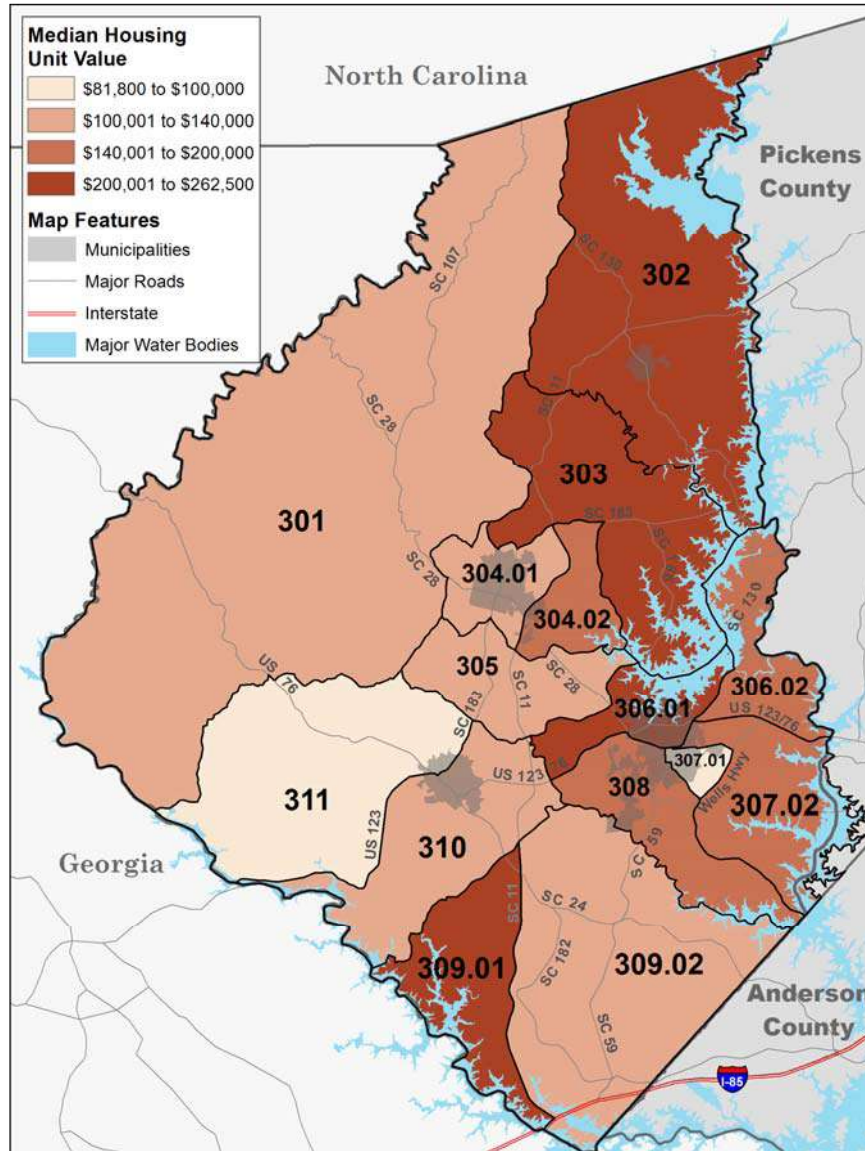 Median Housing
Unit Value
$81,800 to $100,000
$100,001 to $140,000
$140,001 to $200,000
$200,001 to $262,500
Map Features
Municipalities
Major Roads
Interstate
Major Water Bodies
North Carolina
Pickens
County
SC 107
SC 130
302
SC 28
SC 11
303
301
SC 183
304.01
SC 28
304.02
SC 130
305
SC 28
US 76
SC 183
SC 11
306.01
306.02
US 123/76
307.01
Wells Hwy
US 123 76
308
307.02
311
US 123
310
SC 59
Georgia
SC 11
SC 24
309.01
SC 182
309.02
Anderson
County
SC 59
I-85